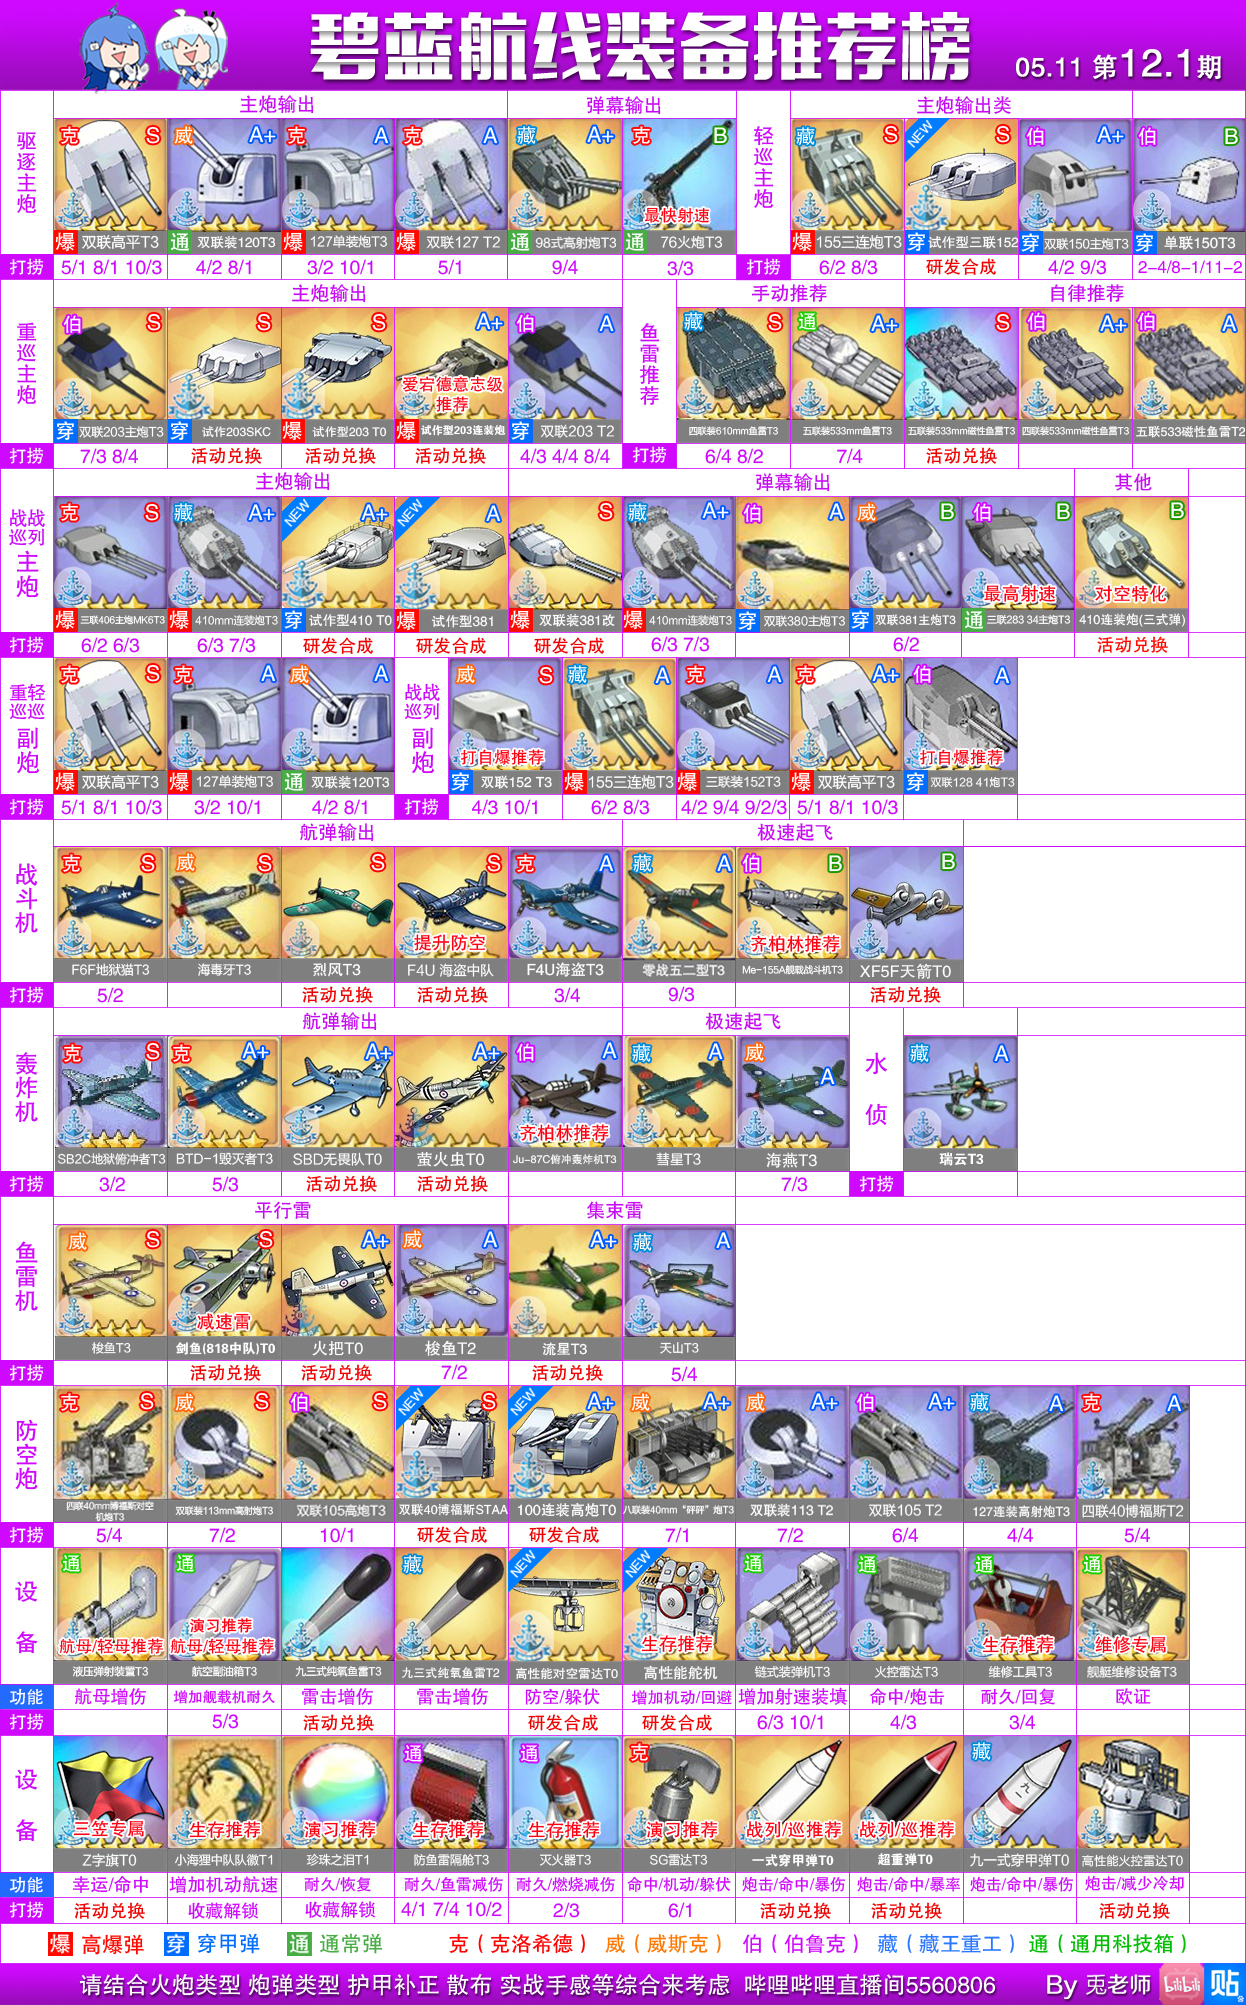 碧蓝航线装备推荐榜
05.11 第12.1期
驱逐主炮
主炮输出 弹幕输出
克 S 威 A+ 克 A 克 A 藏 A+ 克 B
最快射速
爆 双联高平T3 通 双联装120T3 爆 127单装炮T3 爆 双联127 T2 通 98式高射炮T3 通 76火炮T3
打捞 5/1 8/1 10/3 4/2 8/1 3/2 10/1 5/1 9/4 3/3
轻巡主炮
主炮输出类
藏 S NEW S 伯 A+ 伯 B
爆 155三连炮T3 穿 试作型三联152 穿 双联150主炮T3 穿 单联150T3
打捞 6/2 8/3 研发合成 4/2 9/3 2-4/8-1/11-2
重巡主炮
主炮输出
伯 S S S A+ 伯 A
爱宕德意志级
推荐
穿 双联203主炮T3 穿 试作203SKC 爆 试作型203 T0 爆 试作型203连装炮 穿 双联203 T2
打捞 7/3 8/4 活动兑换 活动兑换 活动兑换 4/3 4/4 8/4
鱼雷推荐
手动推荐 自律推荐
藏 S 通 A+ S 伯 A+ 伯 A
四联装610mm鱼雷T3 五联装533mm鱼雷T3 五联装533mm磁性鱼雷T3 四联装533mm磁性鱼雷T3 五联533磁性鱼雷T2
打捞 6/4 8/2 7/4 活动兑换
战巡 战列 主炮
主炮输出 弹幕输出 其他
克 S 藏 A+ NEW A+ NEW A S 藏 A+ 伯 A 威 B 伯 B B
最高射速 对空特化
爆 三联406主炮MK6T3 爆 410mm连装炮T3 穿 试作型410 T0 爆 试作型381 爆 双联装381改 爆 410mm连装炮T3 穿 双联380主炮T3 穿 双联381主炮T3 通 三联283 34主炮T3 410连装炮(三式弹)
打捞 6/2 6/3 6/3 7/3 研发合成 研发合成 研发合成 6/3 7/3 6/2 活动兑换
重巡 轻巡 副炮
克 S 克 A 威 A
爆 双联高平T3 爆 127单装炮T3 通 双联装120T3
打捞 5/1 8/1 10/3 3/2 10/1 4/2 8/1
战巡 战列 副炮
威 S 藏 A 克 A 克 A+ 伯 A
打自爆推荐 打自爆推荐
穿 双联152 T3 爆 155三连炮T3 爆 三联装152T3 爆 双联高平T3 穿 双联128 41炮T3
打捞 4/3 10/1 6/2 8/3 4/2 9/4 9/2/3 5/1 8/1 10/3
战斗机
航弹输出 极速起飞
克 S 威 S S S 克 A 藏 A 伯 B B
提升防空 齐柏林推荐
F6F地狱猫T3 海毒牙T3 烈风T3 F4U 海盗中队 F4U海盗T3 零战五二型T3 Me-155A舰载战斗机T3 XF5F天箭T0
打捞 5/2 活动兑换 活动兑换 3/4 9/3 活动兑换
轰炸机
航弹输出 极速起飞
克 S 克 A+ A+ A+ 伯 A 藏 A 威 A
齐柏林推荐
SB2C地狱俯冲者T3 BTD-1毁灭者T3 SBD无畏队T0 萤火虫T0 Ju-87C俯冲轰炸机T3 彗星T3 海燕T3
打捞 3/2 5/3 活动兑换 活动兑换 7/3
水侦
藏 A
瑞云T3
打捞
鱼雷机
平行雷 集束雷
威 S S A+ 威 A A+ 藏 A
减速雷
梭鱼T3 剑鱼(818中队)T0 火把T0 梭鱼T2 流星T3 天山T3
打捞 活动兑换 活动兑换 7/2 活动兑换 5/4
防空炮
克 S 威 S 伯 S NEW S NEW A+ 威 A+ 威 A+ 伯 A+ 藏 A 克 A
四联40mm博福斯对空机炮T3 双联装113mm高射炮T3 双联105高炮T3 双联40博福斯STAA 100连装高炮T0 八联装40mm“砰砰”炮T3 双联装113 T2 双联105 T2 127连装高射炮T3 四联40博福斯T2
打捞 5/4 7/2 10/1 研发合成 研发合成 7/1 7/2 6/4 4/4 5/4
设备
通 通 藏 NEW NEW 通 通 通 通
航母/轻母推荐 演习推荐 航母/轻母推荐 生存推荐 生存推荐 维修专属
液压弹射装置T3 航空副油箱T3 九三式纯氧鱼雷T3 九三式纯氧鱼雷T2 高性能对空雷达T0 高性能舵机 链式装弹机T3 火控雷达T3 维修工具T3 舰艇维修设备T3
功能 航母增伤 增加舰载机耐久 雷击增伤 雷击增伤 防空/躲伏 增加机动/回避 增加射速装填 命中/炮击 耐久/回复 欧证
打捞 5/3 活动兑换 研发合成 研发合成 6/3 10/1 4/3 3/4
设备
通 通 克 藏
三笠专属 生存推荐 演习推荐 生存推荐 生存推荐 演习推荐 战列/巡推荐 战列/巡推荐
九一
Z字旗T0 小海狸中队队徽T1 珍珠之泪T1 防鱼雷隔舱T3 灭火器T3 SG雷达T3 一式穿甲弹T0 超重弹T0 九一式穿甲弹T0 高性能火控雷达T0
功能 幸运/命中 增加机动航速 耐久/恢复 耐久/鱼雷减伤 耐久/燃烧减伤 命中/机动/躲伏 炮击/命中/暴伤 炮击/命中/暴率 炮击/命中/暴伤 炮击/减少冷却
打捞 活动兑换 收藏解锁 收藏解锁 4/1 7/4 10/2 2/3 6/1 活动兑换 活动兑换 活动兑换
爆 高爆弹 穿 穿甲弹 通 通常弹 克（克洛希德） 威（威斯克） 伯（伯鲁克） 藏（藏王重工） 通（通用科技箱）
请结合火炮类型 炮弹类型 护甲补正 散布 实战手感等综合来考虑 哔哩哔哩直播间5560806 By 兎老师 bilibili 贴